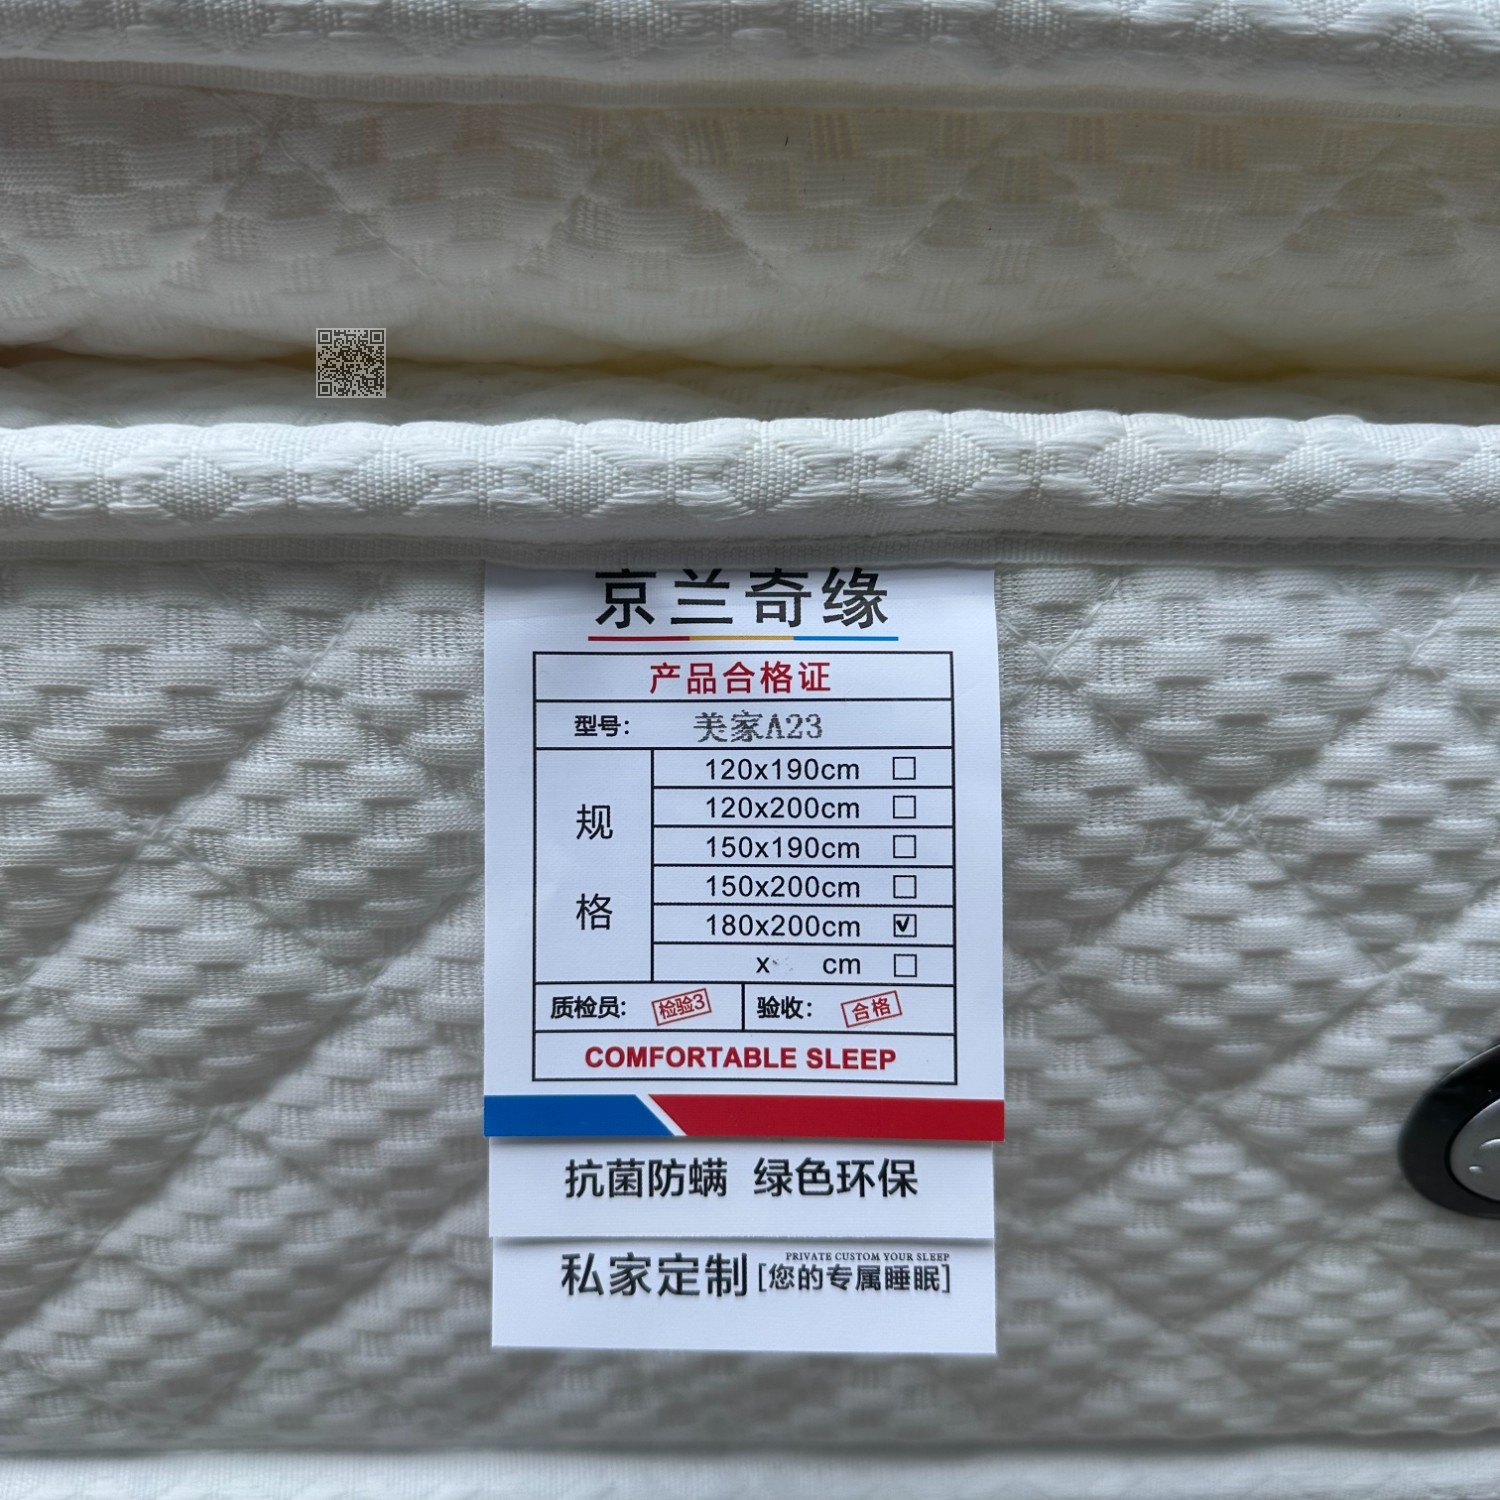 京兰奇缘
产品合格证
型号： 美家A23
规格
120x190cm
120x200cm
150x190cm
150x200cm
180x200cm ☑
x cm
质检员： 检验3 验收： 合格
COMFORTABLE SLEEP
抗菌防螨 绿色环保
PRIVATE CUSTOM YOUR SLEEP
私家定制[您的专属睡眠]